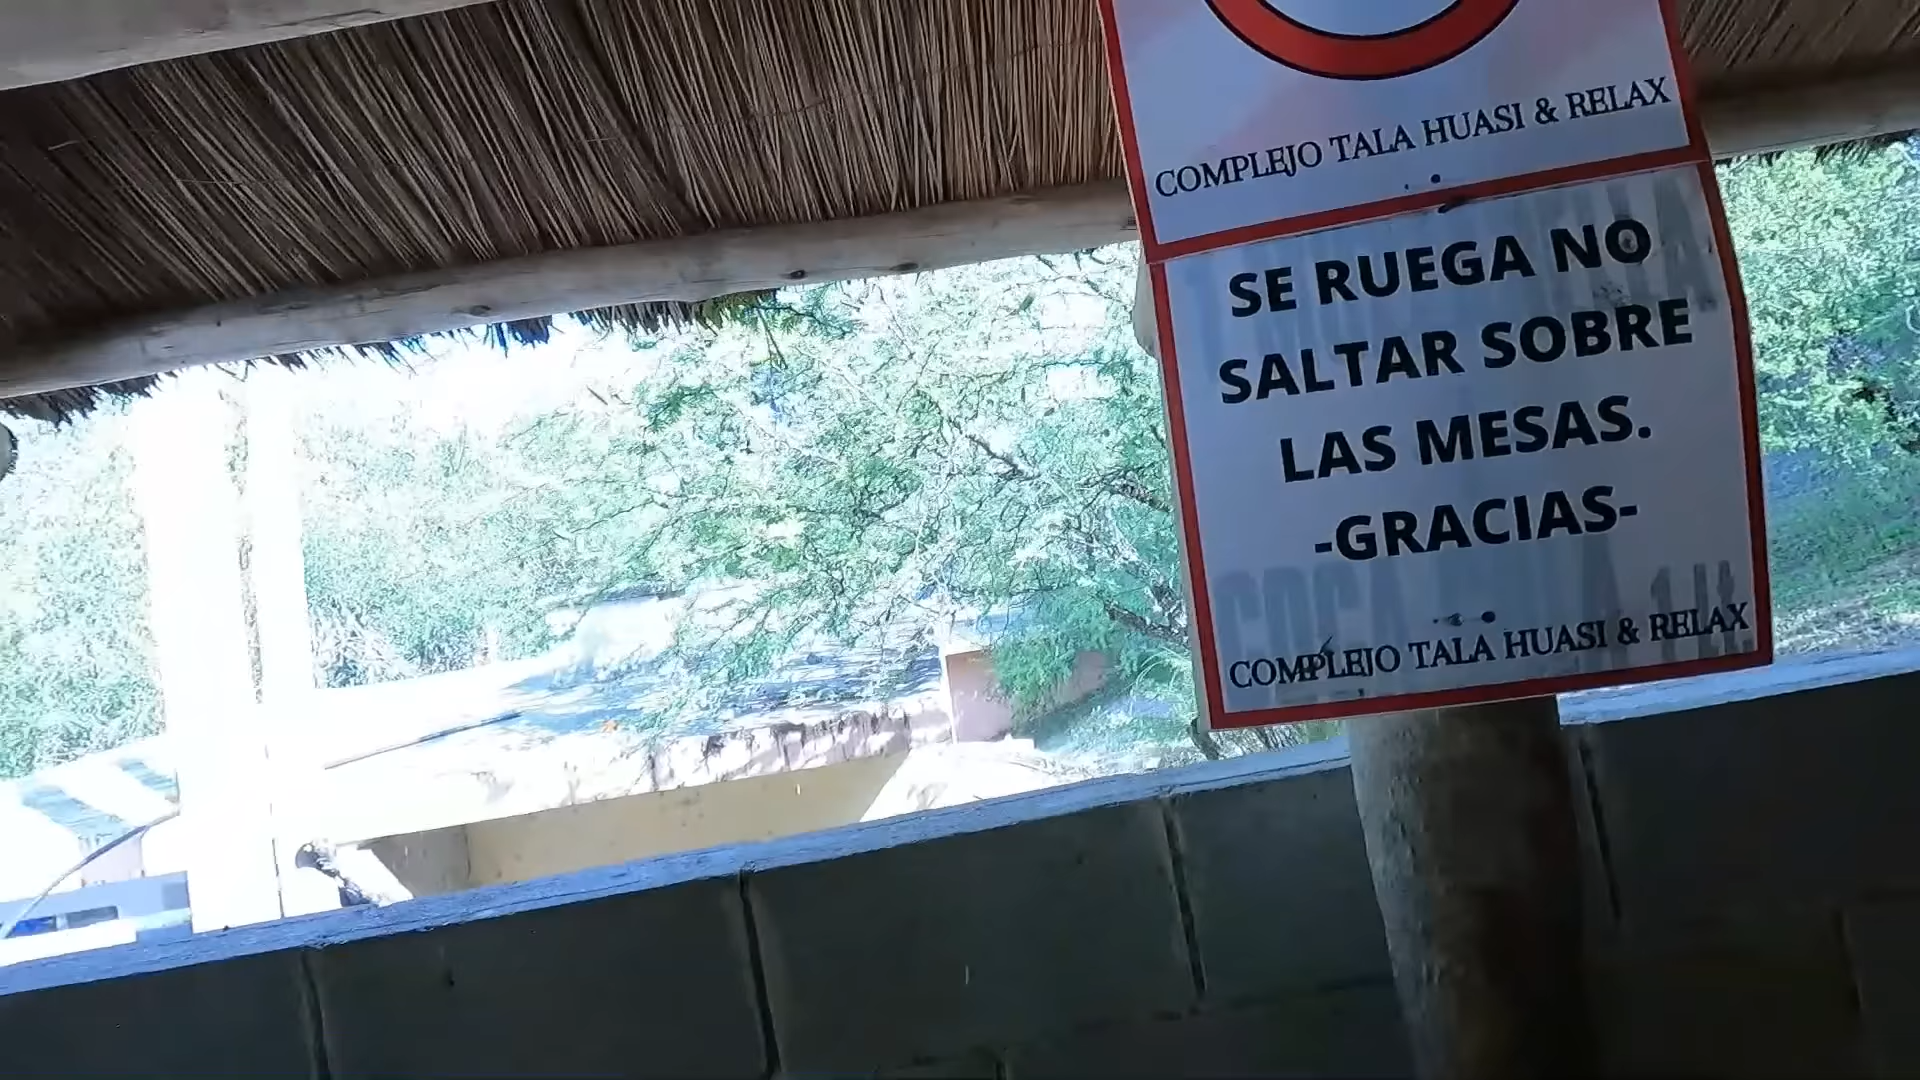 COMPLEJO TALA HUASI & RELAX
SE RUEGA NO
SALTAR SOBRE
LAS MESAS.
-GRACIAS-
COMPLEJO TALA HUASI & RELAX